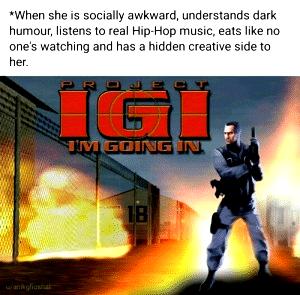 *When she is socially awkward, understands dark
humour, listens to real Hip-Hop music, eats like no
one's watching and has a hidden creative side to
her.
PROJECT
IGI
I'M GOING IN
18